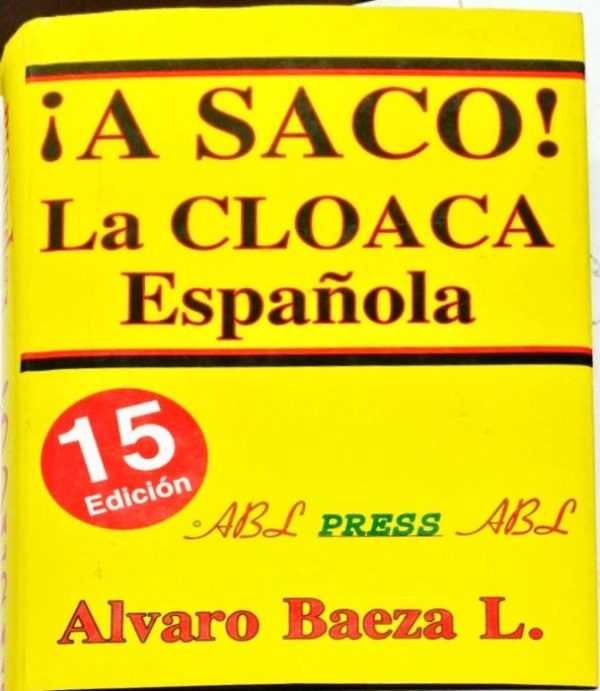 ¡A SACO!
La CLOACA
Española
15
Edición
© ABL PRESS ABL
Alvaro Baeza L.